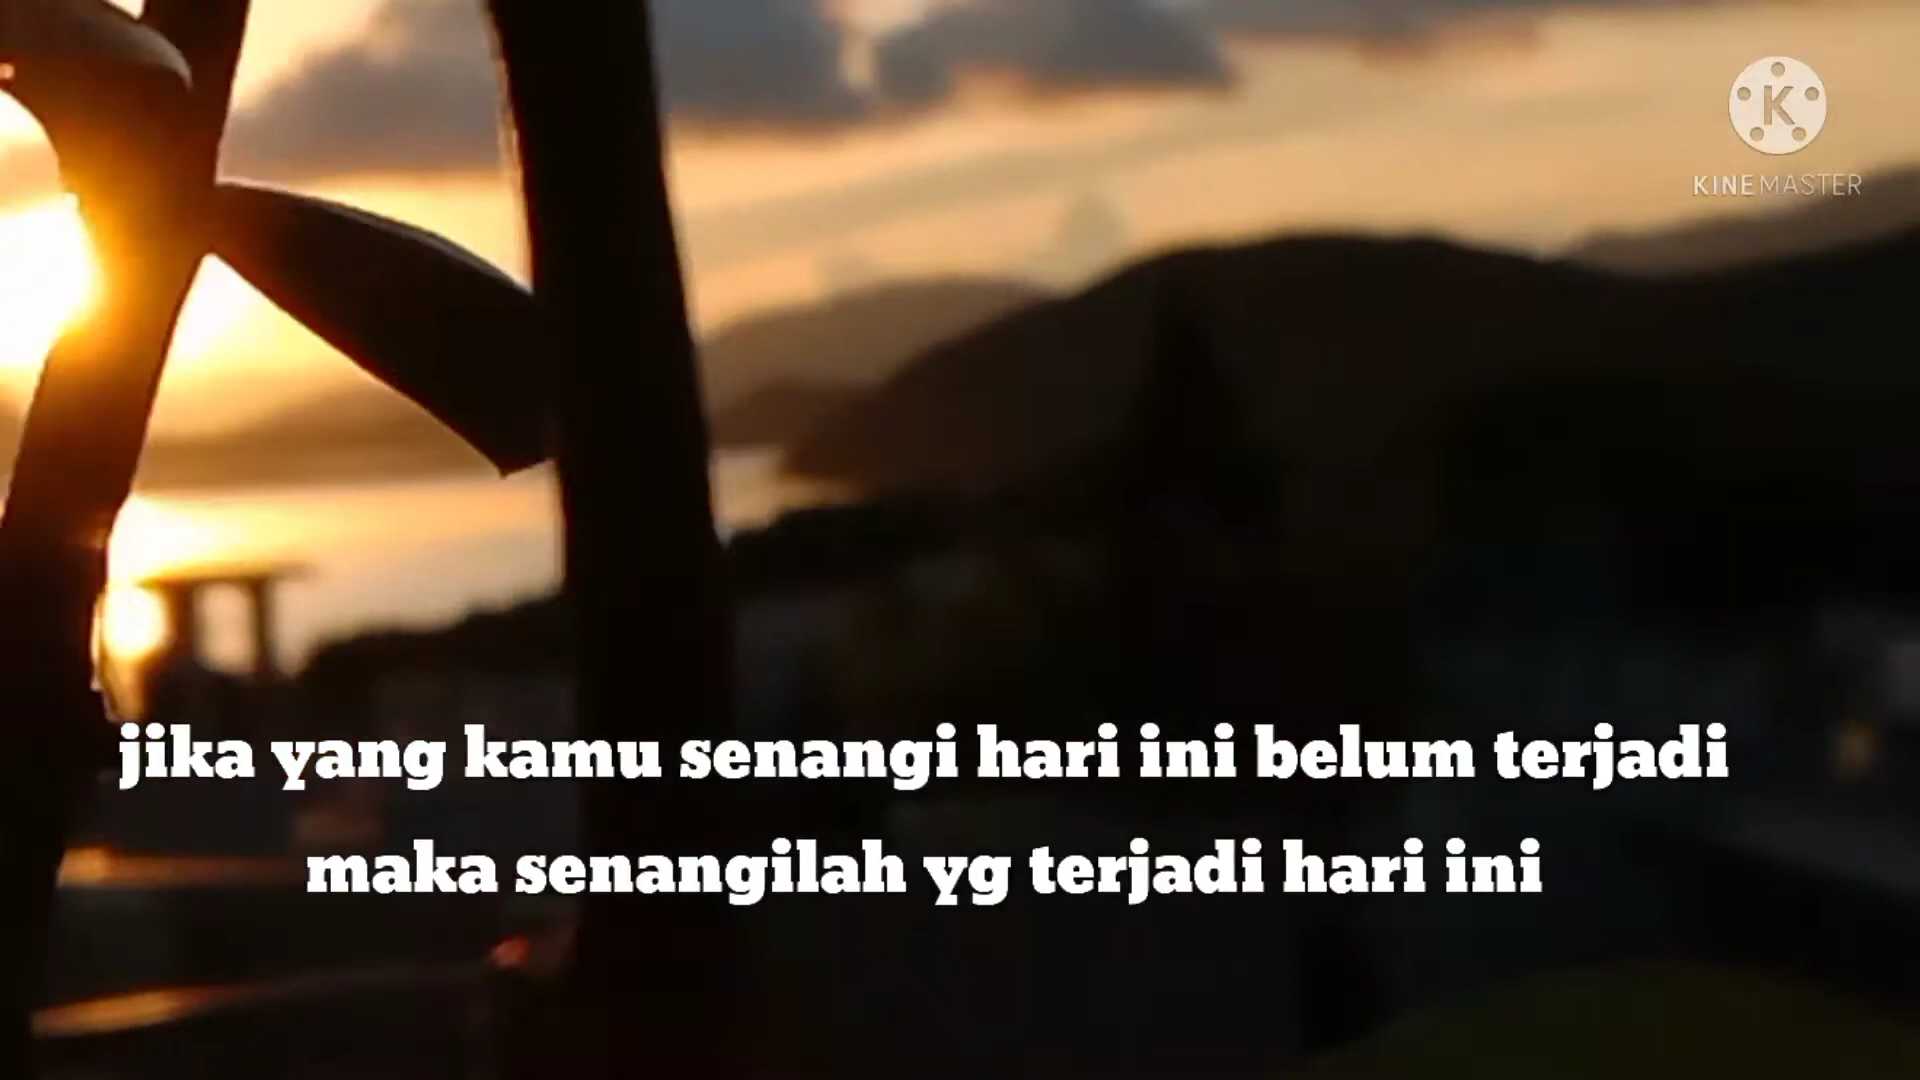 K
KINEMASTER
jika yang kamu senangi hari ini belum terjadi
maka senangilah yg terjadi hari ini